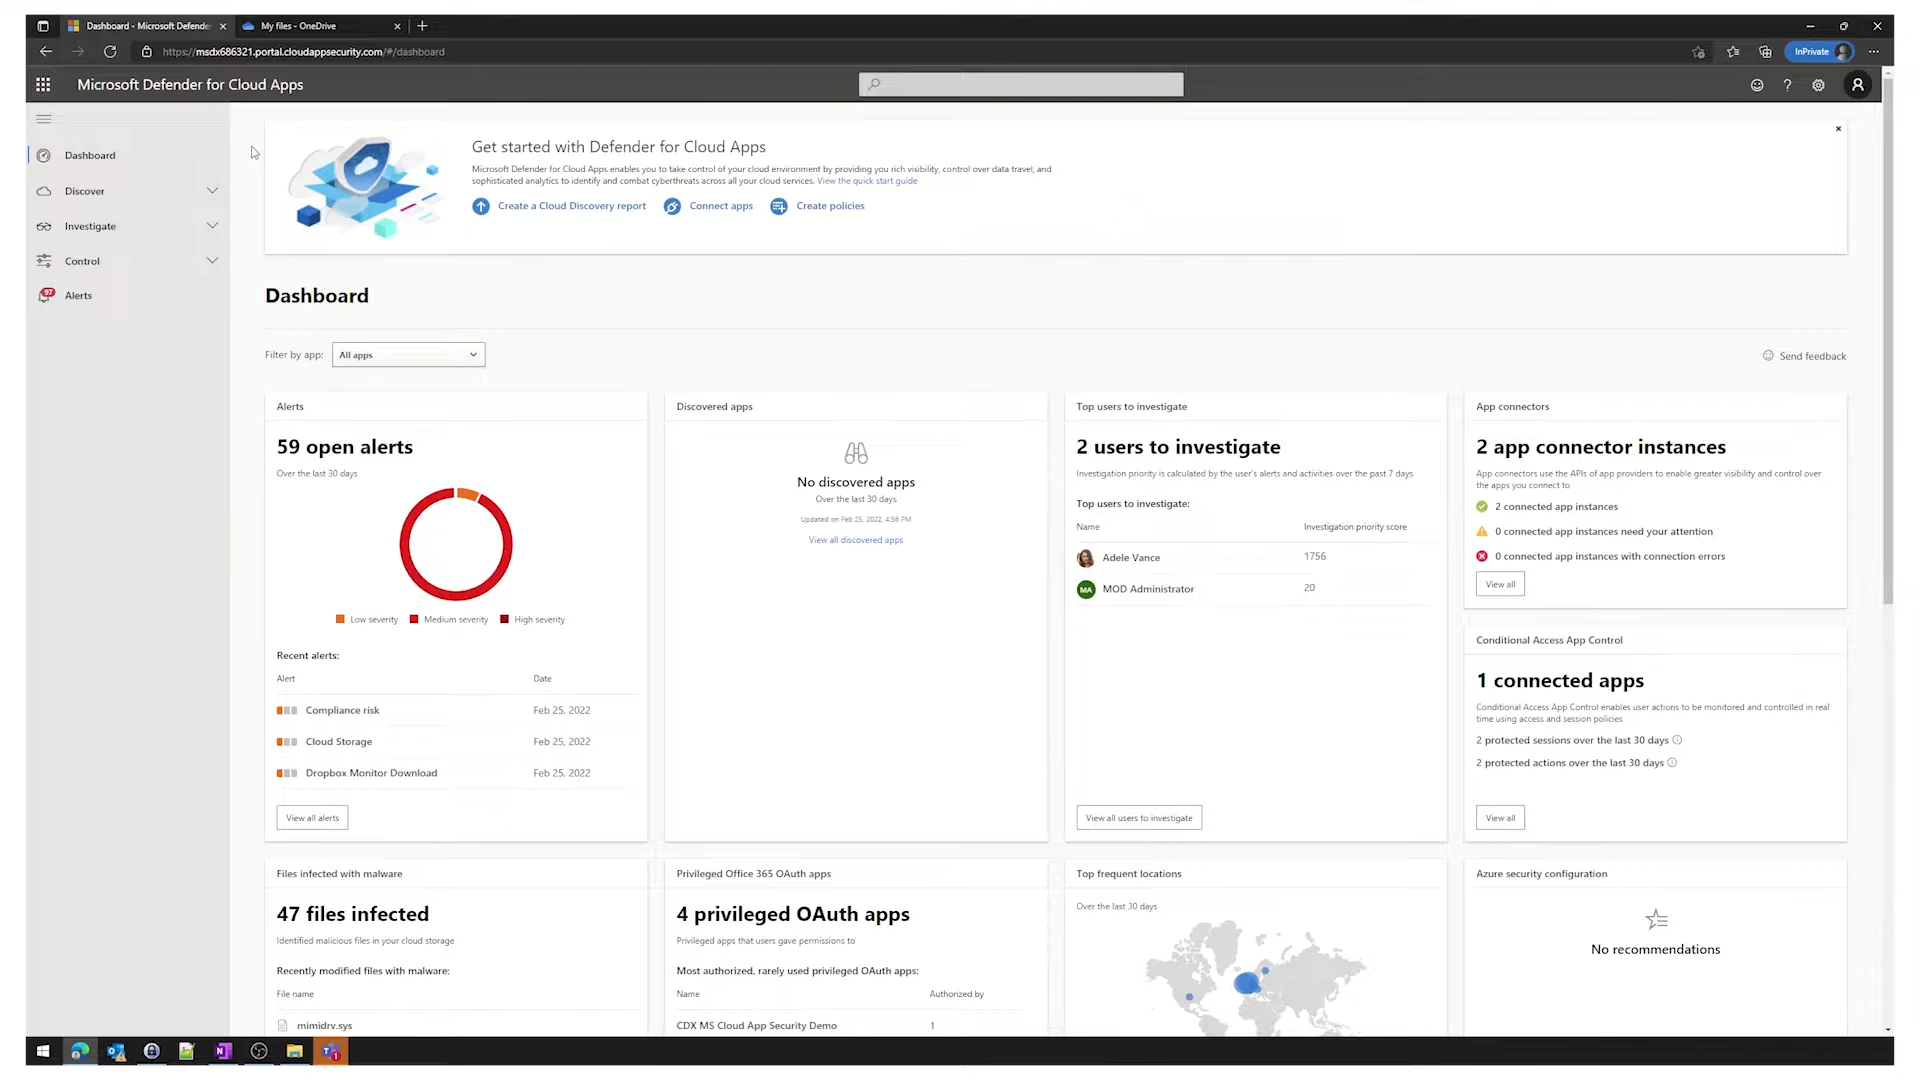 Dashboard - Microsoft Defende
My files - OneDrive
https://msdx686321.portal.cloudappsecurity.com/#/dashboard
InPrivate
Microsoft Defender for Cloud Apps
Dashboard
Discover
Investigate
Control
97
Alerts
Get started with Defender for Cloud Apps
Microsoft Defender for Cloud Apps enables you to take control of your cloud environment by providing you rich visibility, control over data travel, and
sophisticated analytics to identify and combat cyberthreats across all your cloud services. View the quick start guide
Create a Cloud Discovery report
Connect apps
Create policies
Dashboard
Filter by app:
All apps
Send feedback
Alerts
59 open alerts
Over the last 30 days
Low severity
Medium severity
High severity
Recent alerts:
Alert
Date
Compliance risk
Feb 25, 2022
Cloud Storage
Feb 25, 2022
Dropbox Monitor Download
Feb 25, 2022
View all alerts
Discovered apps
No discovered apps
Over the last 30 days
Updated on Feb 25, 2022, 4:56 PM
View all discovered apps
Top users to investigate
2 users to investigate
Investigation priority is calculated by the user's alerts and activities over the past 7 days
Top users to investigate:
Name
Investigation priority score
Adele Vance
1756
MA
MOD Administrator
20
View all users to investigate
App connectors
2 app connector instances
App connectors use the APIs of app providers to enable greater visibility and control over
the apps you connect to
2 connected app instances
0 connected app instances need your attention
0 connected app instances with connection errors
View all
Conditional Access App Control
1 connected apps
Conditional Access App Control enables user actions to be monitored and controlled in real
time using access and session policies
2 protected sessions over the last 30 days
2 protected actions over the last 30 days
View all
Files infected with malware
47 files infected
Identified malicious files in your cloud storage
Recently modified files with malware:
File name
mimidrv.sys
Privileged Office 365 OAuth apps
4 privileged OAuth apps
Privileged apps that users gave permissions to
Most authorized, rarely used privileged OAuth apps:
Name
Authorized by
CDX MS Cloud App Security Demo
1
Top frequent locations
Over the last 30 days
Azure security configuration
No recommendations